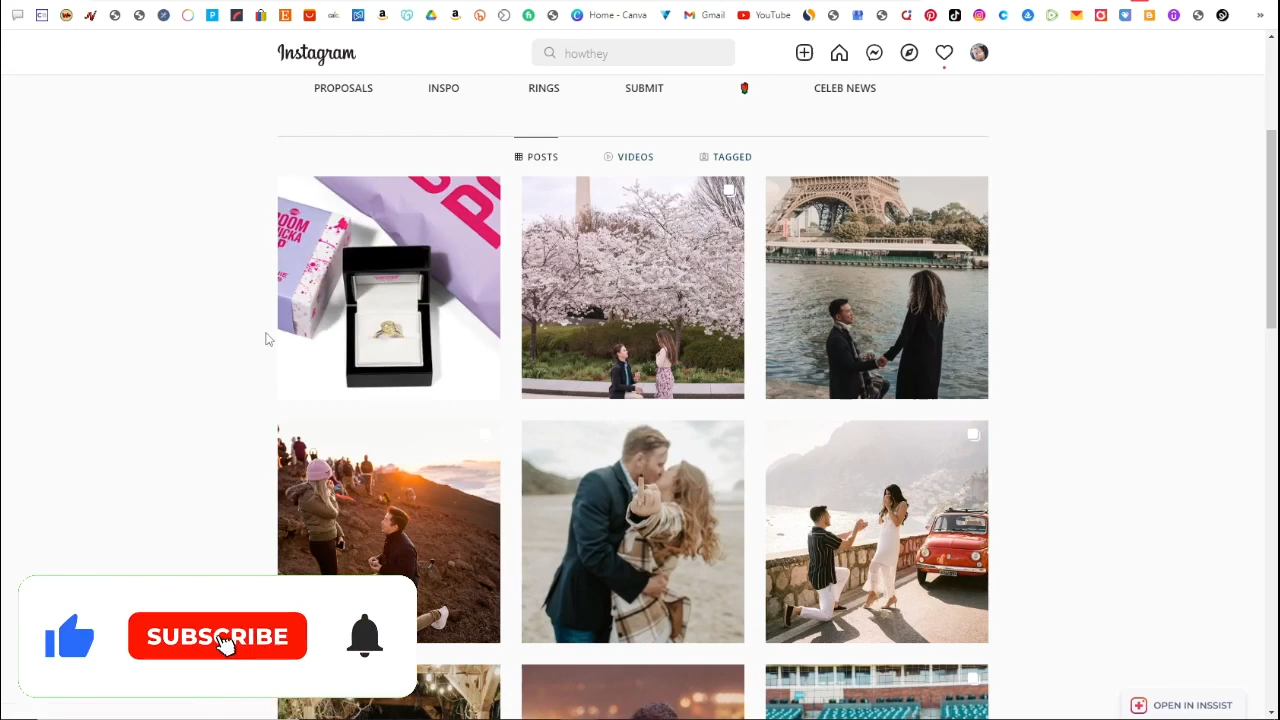 Home - Canva
Gmail
YouTube
Instagram
howthey
PROPOSALS
INSPO
RINGS
SUBMIT
CELEB NEWS
POSTS
VIDEOS
TAGGED
SUBSCRIBE
OPEN IN INSSIST